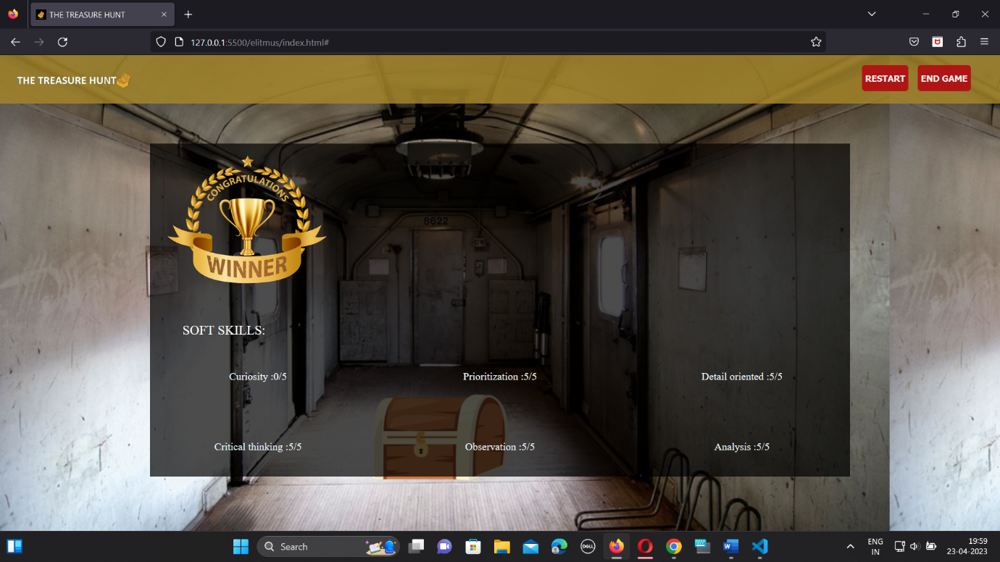 THE TREASURE HUNT
127.0.0.1:5500/elitmus/index.html#
THE TREASURE HUNT
RESTART
END GAME
8622
CONGRATULATIONS
WINNER
SOFT SKILLS:
Curiosity :0/5
Prioritization :5/5
Detail oriented :5/5
Critical thinking :5/5
Observation :5/5
Analysis :5/5
Search
DELL
W
ENG
IN
19:59
23-04-2023